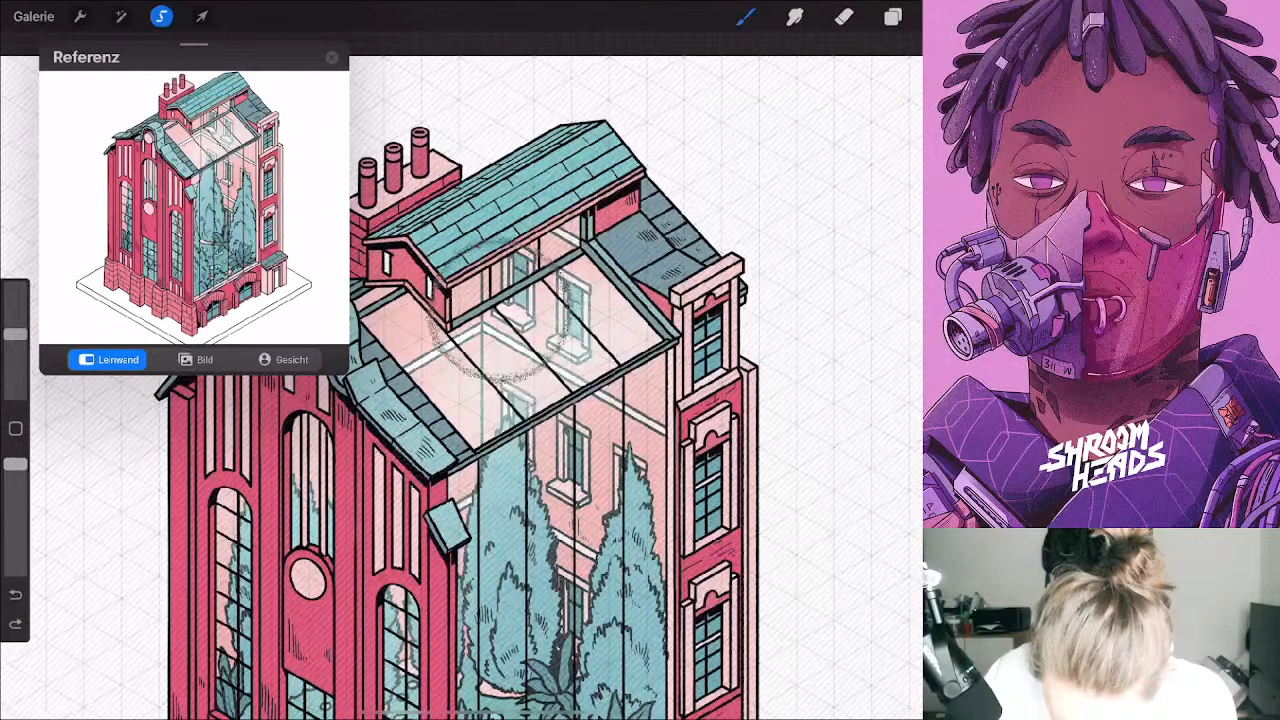 Galerie
Referenz
Leinwand
Bild
Gesicht
SHROOM
HEADS